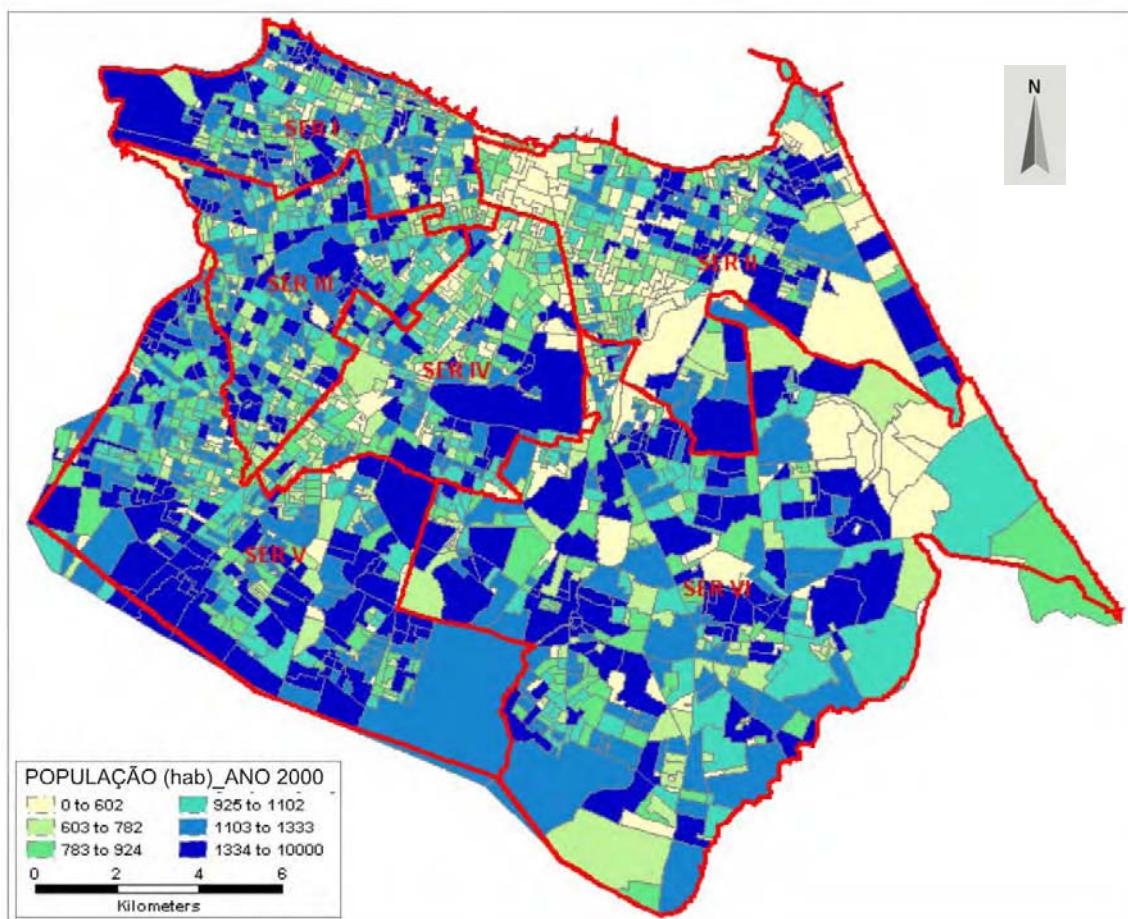 N
SER I
SER II
SER III
SER IV
SER V
SER VI
POPULAÇÃO (hab)_ANO 2000
0 to 602
925 to 1102
603 to 782
1103 to 1333
783 to 924
1334 to 10000
0 2 4 6
Kilometers